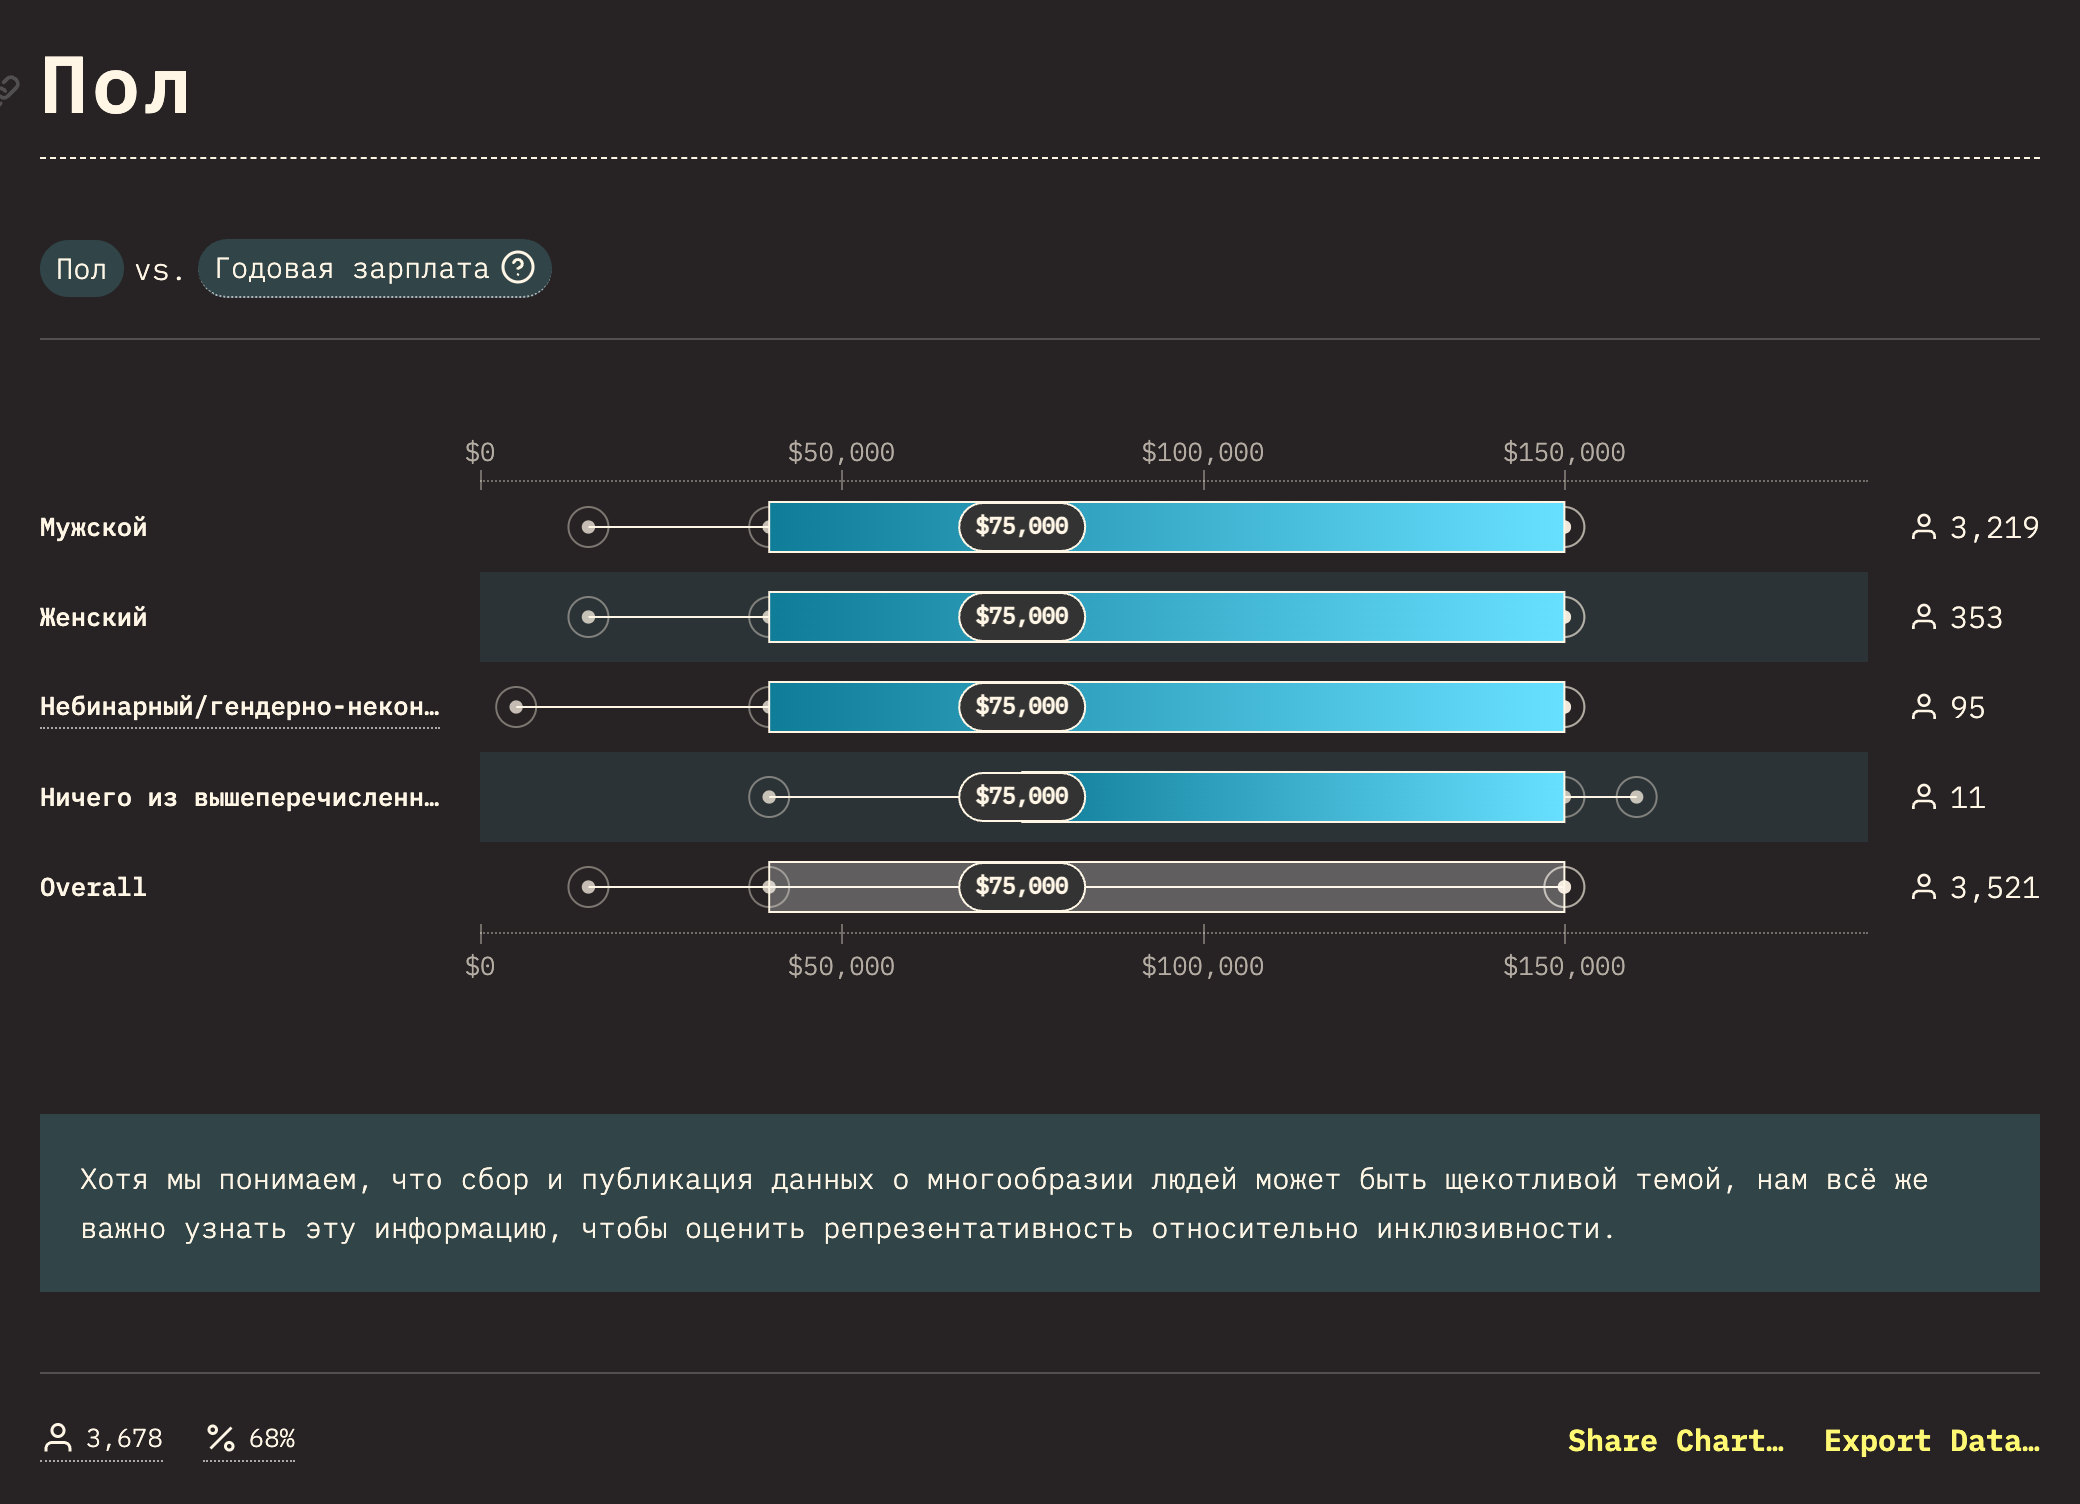 Пол
Пол vs. Годовая зарплата
$0 $50,000 $100,000 $150,000
Мужской $75,000 3,219
Женский $75,000 353
Небинарный/гендерно-некон… $75,000 95
Ничего из вышеперечисленн… $75,000 11
Overall $75,000 3,521
$0 $50,000 $100,000 $150,000
Хотя мы понимаем, что сбор и публикация данных о многообразии людей может быть щекотливой темой, нам всё же
важно узнать эту информацию, чтобы оценить репрезентативность относительно инклюзивности.
3,678 68% Share Chart… Export Data…